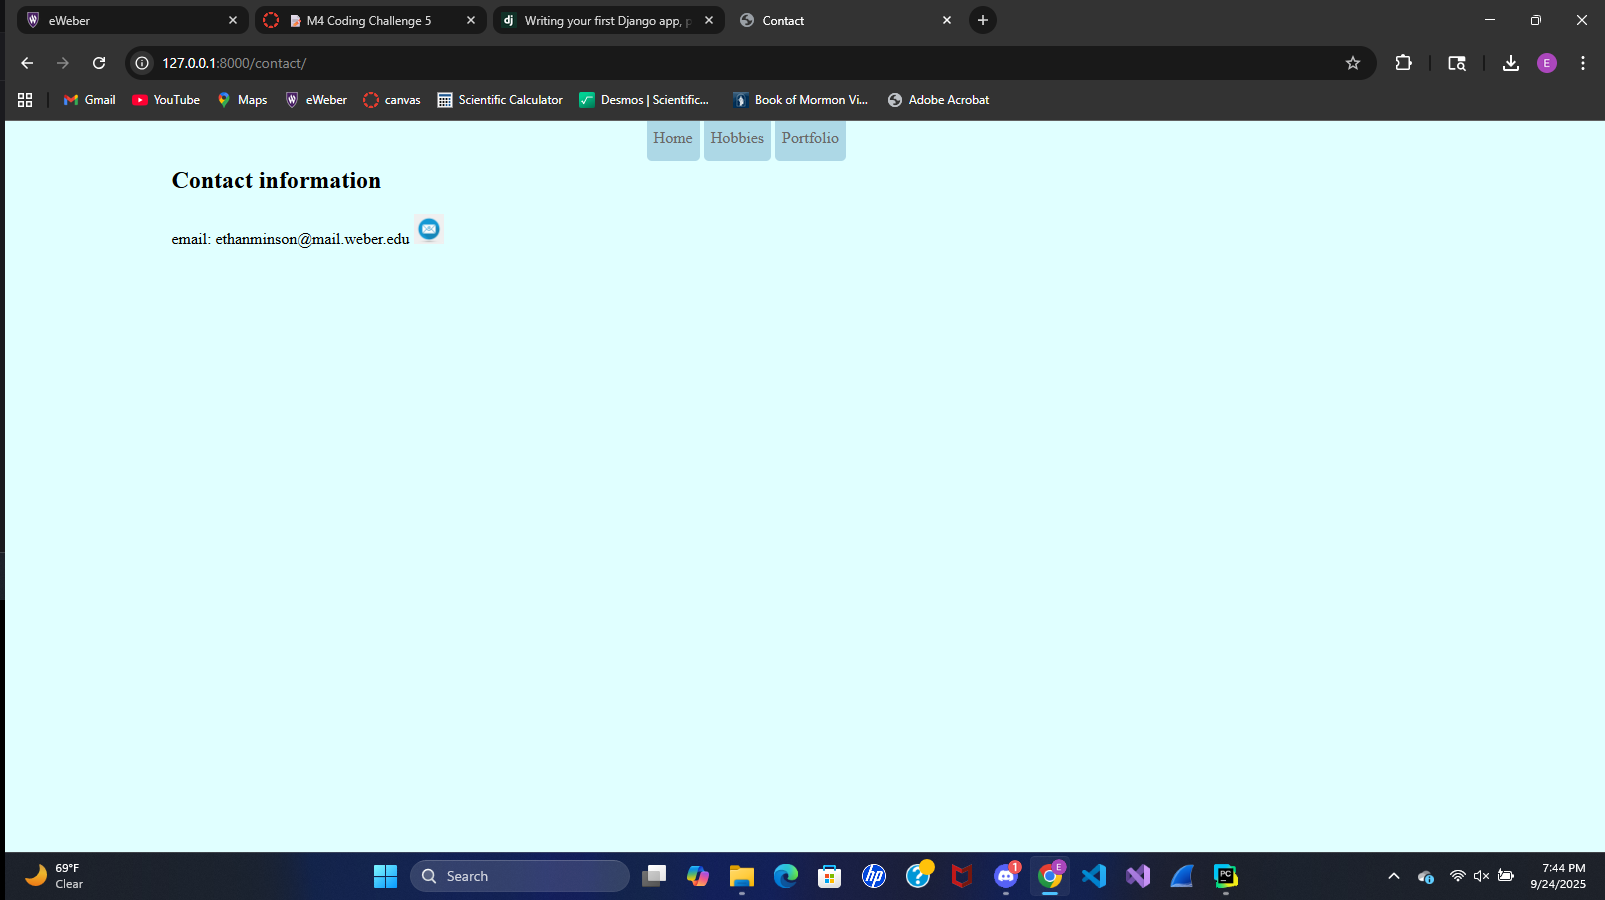 eWeber
M4 Coding Challenge 5
dj Writing your first Django app, p
Contact
127.0.0.1:8000/contact/
E
Gmail
YouTube
Maps
eWeber
canvas
Scientific Calculator
Desmos | Scientific...
Book of Mormon Vi...
Adobe Acrobat
Home
Hobbies
Portfolio
Contact information
email: ethanminson@mail.weber.edu
69°F
Clear
Search
hp
?
1
E
PC
7:44 PM
9/24/2025